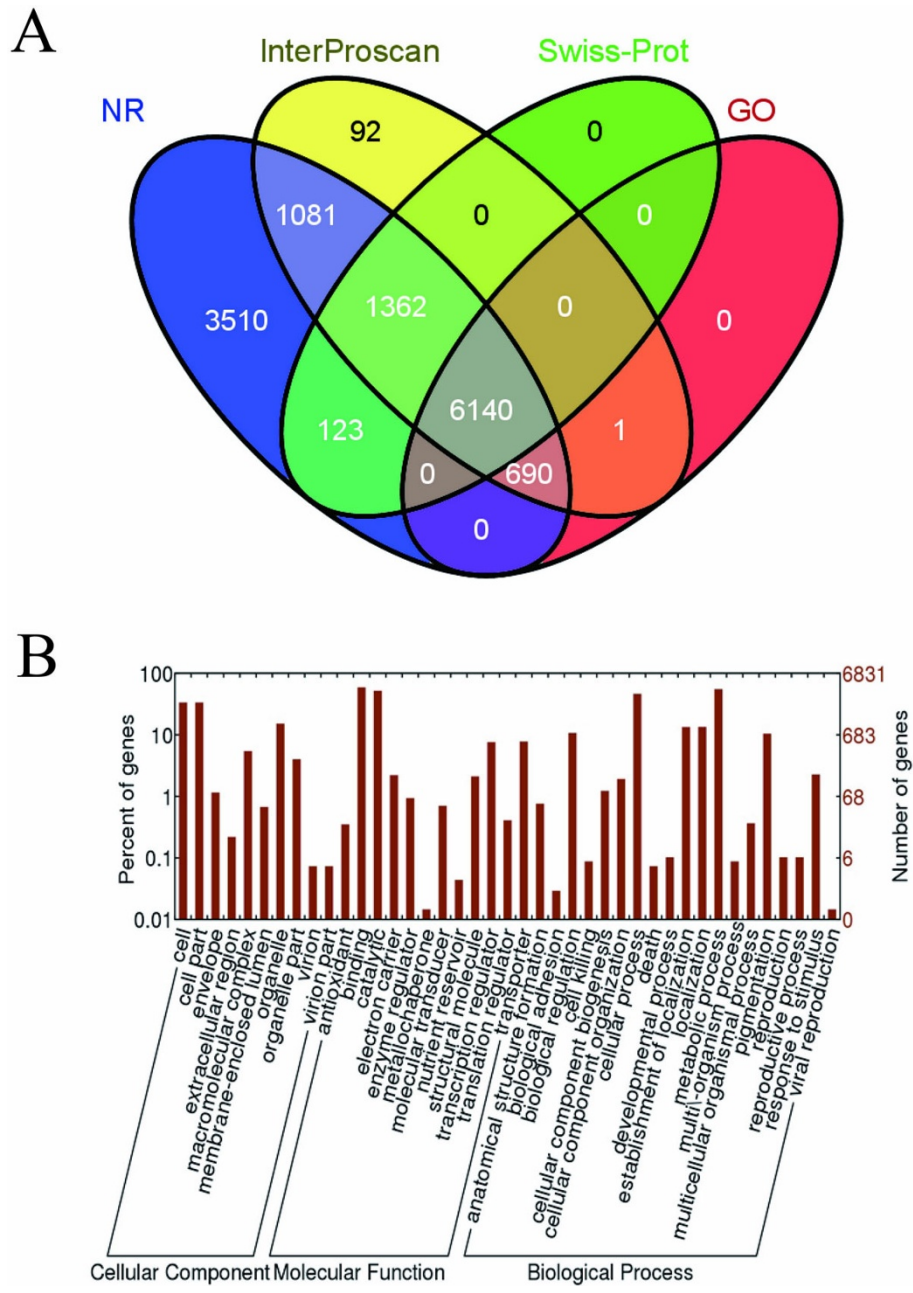 A
InterProscan Swiss-Prot
NR GO
92 0
1081 0 0
3510 1362 0 0
6140
123 1
0 690
0
B
100 6831
10 683
1 68
0.1 6
0.01 0
Percent of genes
Number of genes
cell
cell part
envelope
extracellular region
macromolecular complex
membrane-enclosed lumen
organelle
organelle part
virion
virion part
antioxidant
binding
catalytic
electron carrier
enzyme regulator
metallochaperone
molecular transducer
nutrient reservoir
structural molecule
transcription regulator
translation regulator
transporter
anatomical structure formation
biological adhesion
biological regulation
cell killing
cellular component biogenesis
cellular component organization
cellular process
death
developmental process
establishment of localization
localization
metabolic process
multi\-organism process
multicellular organismal process
pigmentation
reproduction
reproductive process
response to stimulus
viral reproduction
Cellular Component Molecular Function Biological Process